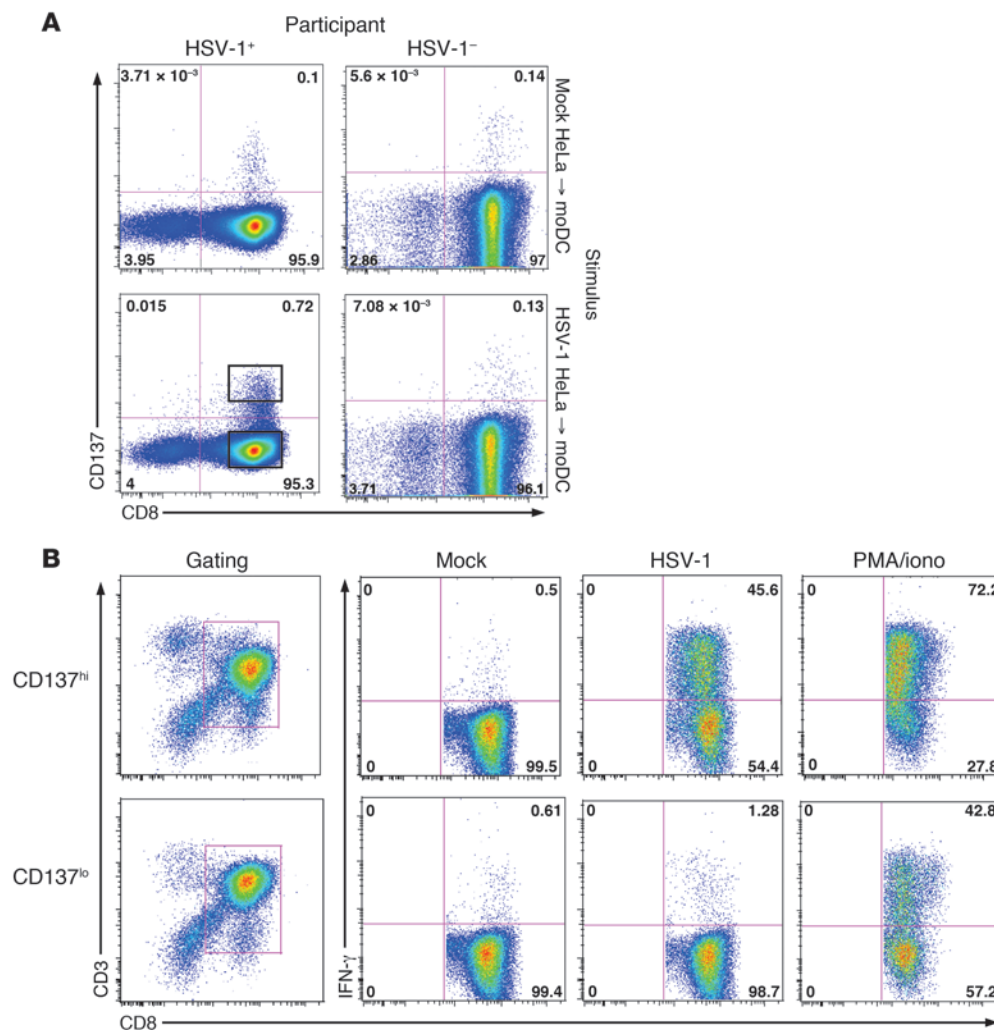 A
Participant
HSV-1⁺
HSV-1⁻
3.71 × 10⁻³
0.1
3.95
95.9
5.6 × 10⁻³
0.14
2.86
97
Mock HeLa → moDC
0.015
0.72
4
95.3
7.08 × 10⁻³
0.13
3.71
96.1
HSV-1 HeLa → moDC
Stimulus
CD137
CD8
B
Gating
Mock
HSV-1
PMA/iono
CD137ʰⁱ
0
0.5
0
99.5
0
45.6
0
54.4
0
72.2
0
27.8
CD137ˡᵒ
0
0.61
0
99.4
0
1.28
0
98.7
0
42.8
0
57.2
CD3
IFN-γ
CD8